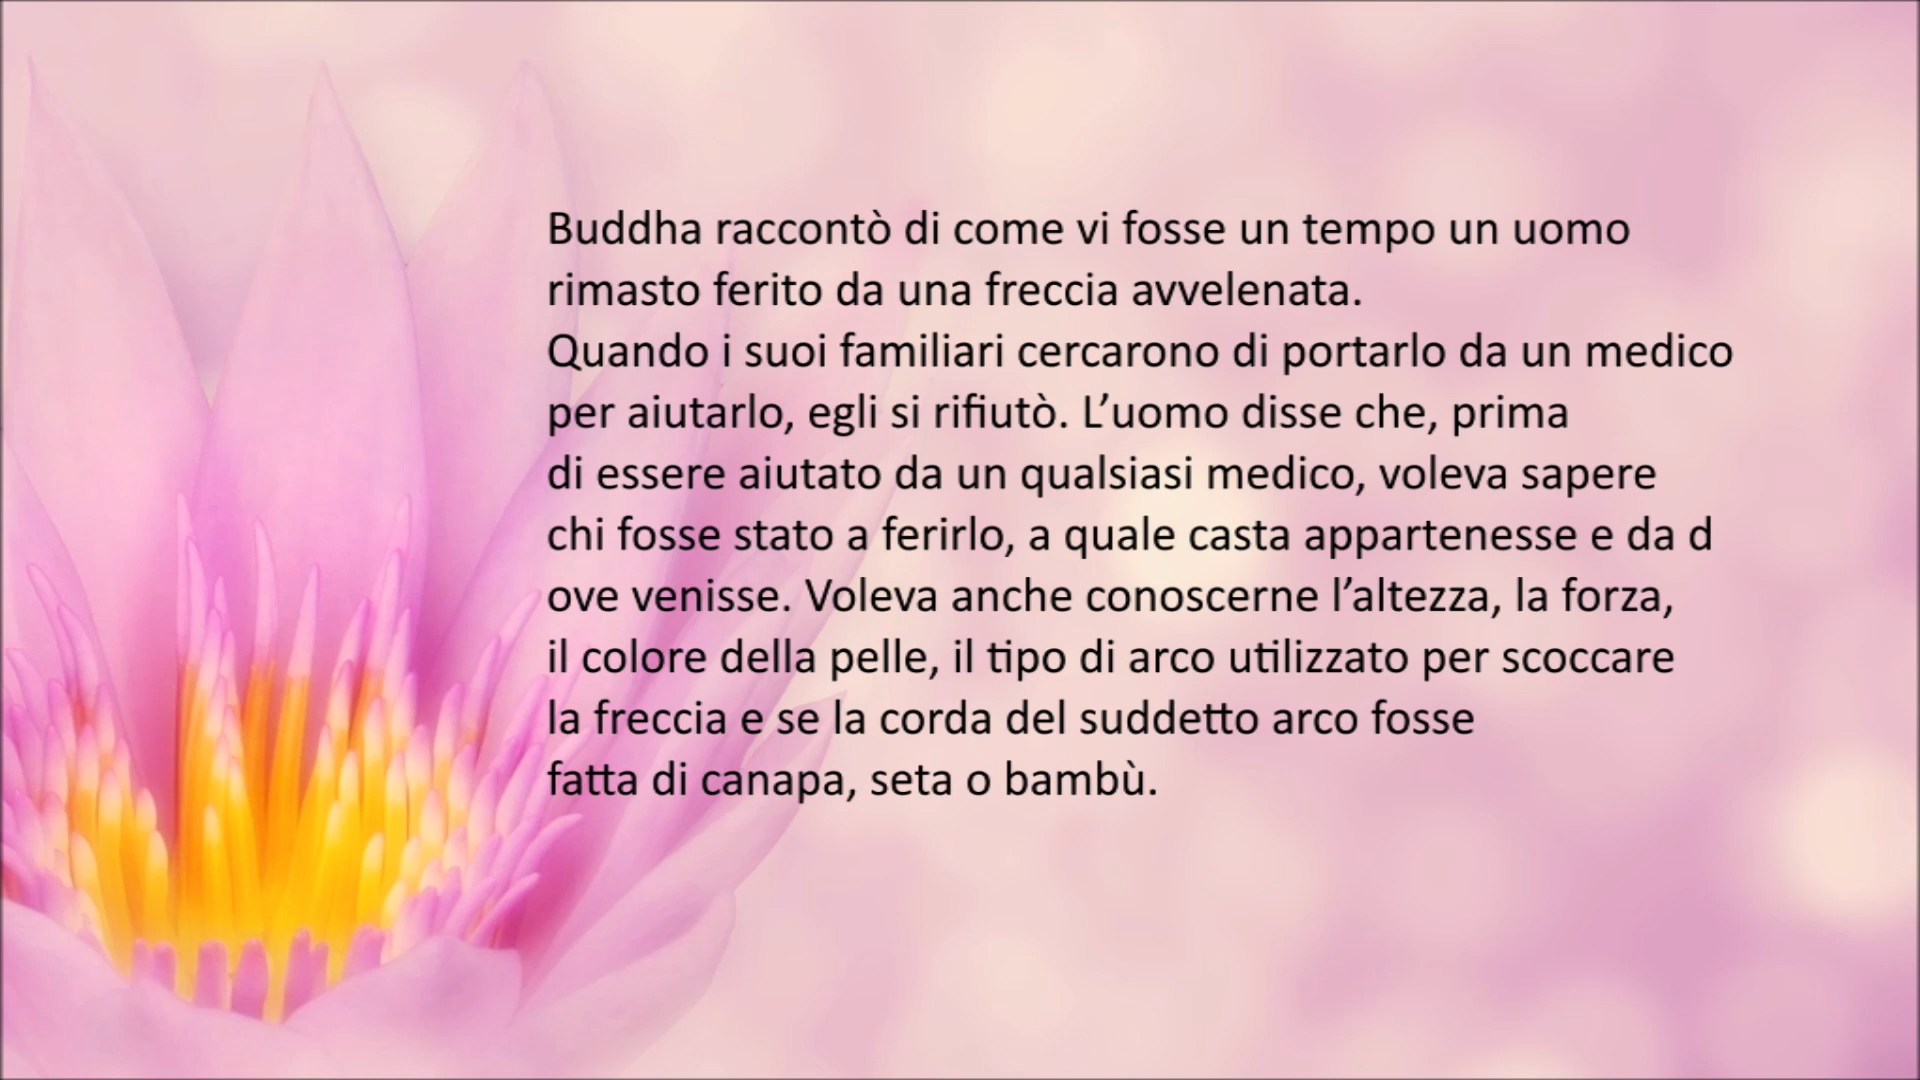 Buddha raccontò di come vi fosse un tempo un uomo
rimasto ferito da una freccia avvelenata.
Quando i suoi familiari cercarono di portarlo da un medico
per aiutarlo, egli si rifiutò. L’uomo disse che, prima
di essere aiutato da un qualsiasi medico, voleva sapere
chi fosse stato a ferirlo, a quale casta appartenesse e da d
ove venisse. Voleva anche conoscerne l’altezza, la forza,
il colore della pelle, il tipo di arco utilizzato per scoccare
la freccia e se la corda del suddetto arco fosse
fatta di canapa, seta o bambù.